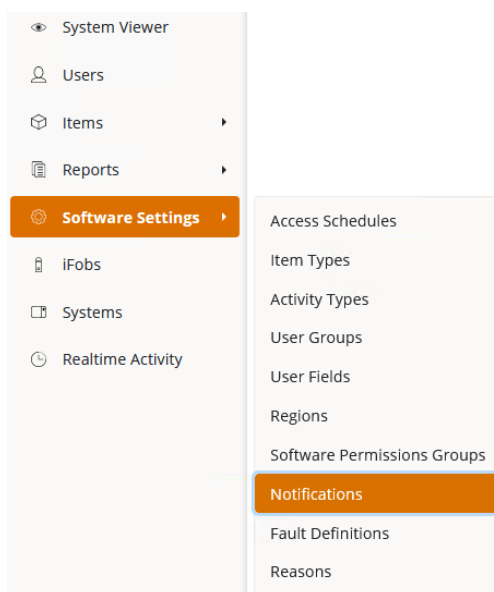 System Viewer
Users
Items
Reports
Software Settings
iFobs
Systems
Realtime Activity
Access Schedules
Item Types
Activity Types
User Groups
User Fields
Regions
Software Permissions Groups
Notifications
Fault Definitions
Reasons